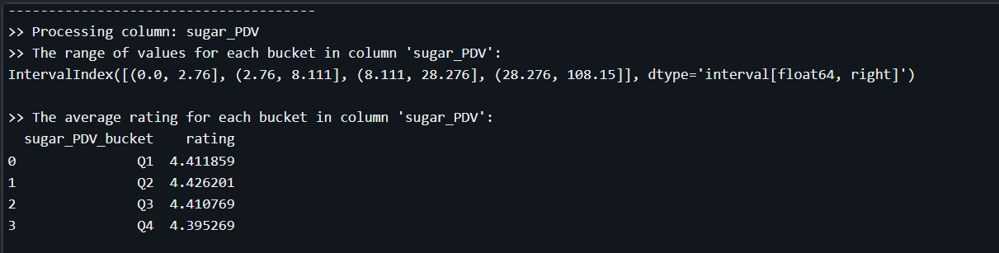 --------------------------------------
>> Processing column: sugar_PDV
>> The range of values for each bucket in column 'sugar_PDV':
IntervalIndex([(0.0, 2.76], (2.76, 8.111], (8.111, 28.276], (28.276, 108.15]], dtype='interval[float64, right]')
>> The average rating for each bucket in column 'sugar_PDV':
sugar_PDV_bucket rating
0 Q1 4.411859
1 Q2 4.426201
2 Q3 4.410769
3 Q4 4.395269